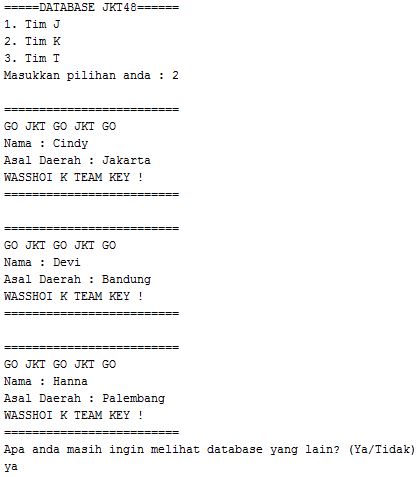 =====DATABASE JKT48======
1. Tim J
2. Tim K
3. Tim T
Masukkan pilihan anda : 2
=========================
GO JKT GO JKT GO
Nama : Cindy
Asal Daerah : Jakarta
WASSHOI K TEAM KEY !
=========================
=========================
GO JKT GO JKT GO
Nama : Devi
Asal Daerah : Bandung
WASSHOI K TEAM KEY !
=========================
=========================
GO JKT GO JKT GO
Nama : Hanna
Asal Daerah : Palembang
WASSHOI K TEAM KEY !
=========================
Apa anda masih ingin melihat database yang lain? (Ya/Tidak)
ya